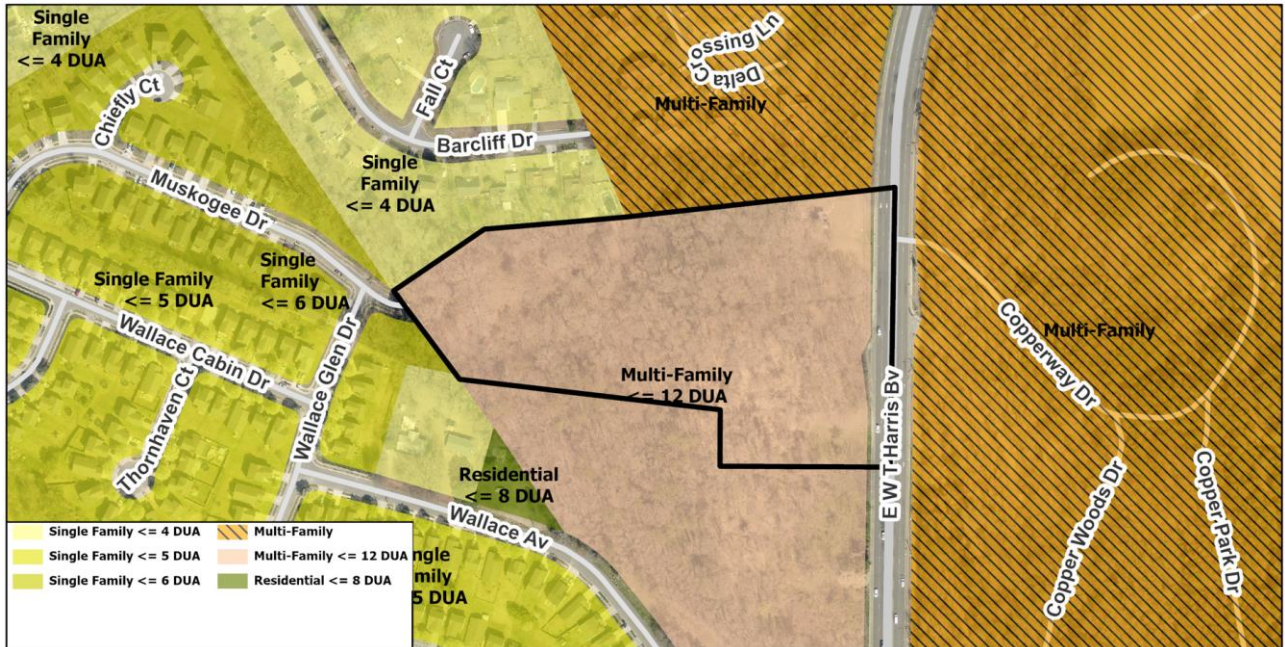 Single
Family
<= 4 DUA
Chiefly Ct
Fall Ct
Delta Crossing Ln
Multi-Family
Barcliff Dr
Single
Family
<= 4 DUA
Muskogee Dr
Single Family
<= 5 DUA
Single
Family
<= 6 DUA
Wallace Cabin Dr
Wallace Glen Dr
Thornhaven Ct
Multi-Family
<= 12 DUA
E W T Harris Bv
Copperway Dr
Multi-Family
Residential
<= 8 DUA
Wallace Av
Copper Woods Dr
Copper Park Dr
ngle
mily
5 DUA
Single Family <= 4 DUA
Multi-Family
Single Family <= 5 DUA
Multi-Family <= 12 DUA
Single Family <= 6 DUA
Residential <= 8 DUA